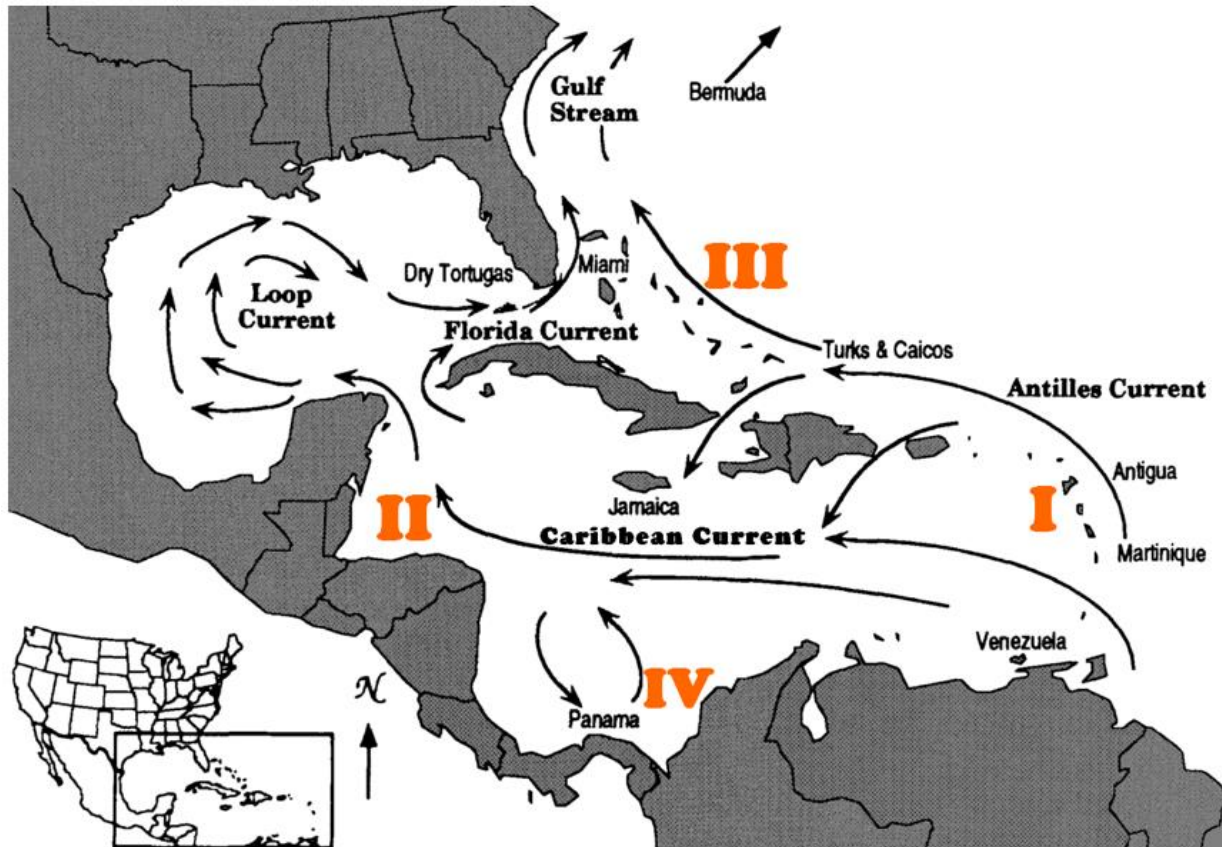 Gulf
Stream
Bermuda
III
Dry Tortugas
Miami
Loop
Current
Florida Current
Turks & Caicos
Antilles Current
Antigua
I
II
Jamaica
Caribbean Current
Martinique
Venezuela
IV
N
Panama